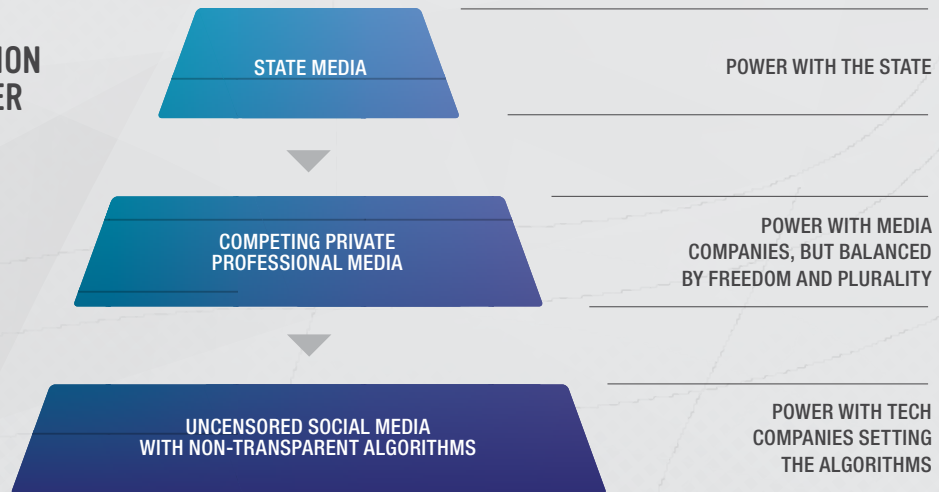 STATE MEDIA
POWER WITH THE STATE
COMPETING PRIVATE
PROFESSIONAL MEDIA
POWER WITH MEDIA
COMPANIES, BUT BALANCED
BY FREEDOM AND PLURALITY
UNCENSORED SOCIAL MEDIA
WITH NON-TRANSPARENT ALGORITHMS
POWER WITH TECH
COMPANIES SETTING
THE ALGORITHMS